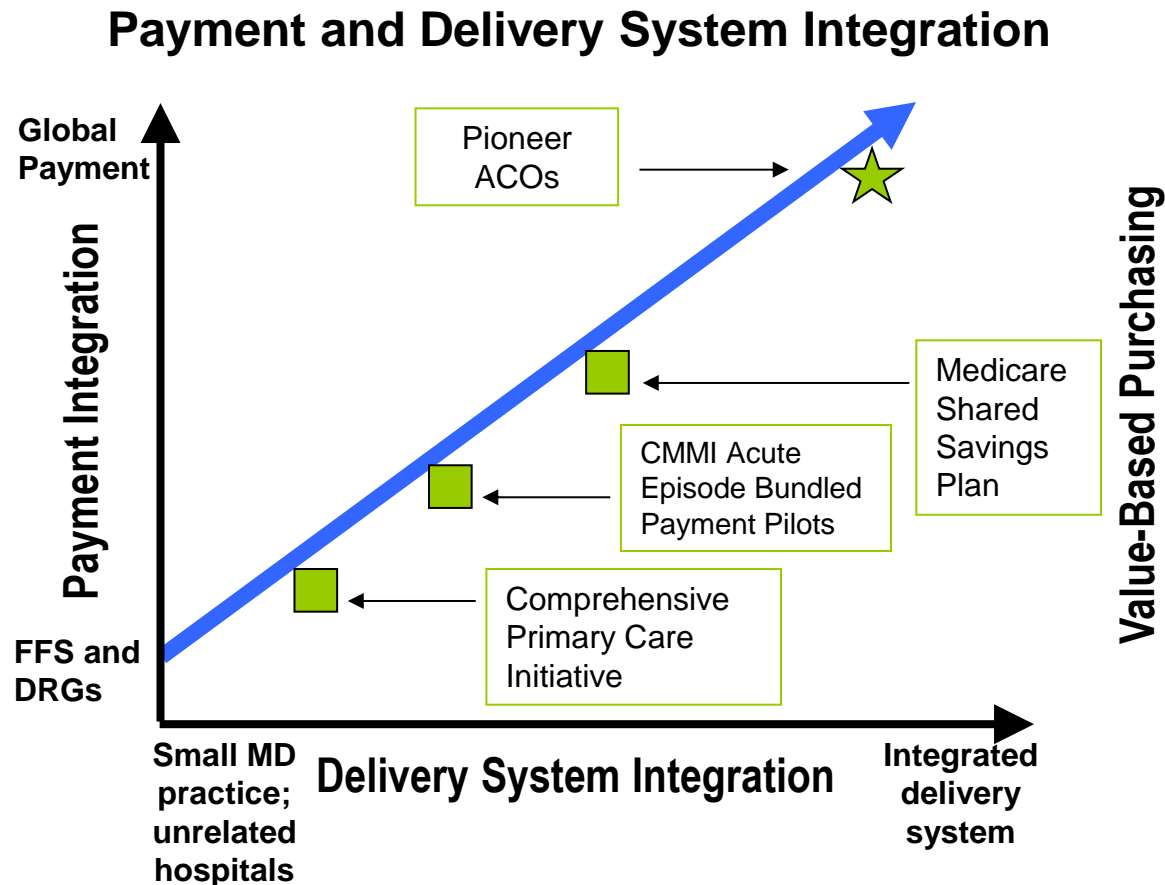 Payment and Delivery System Integration
Global
Payment
Pioneer
ACOs
Payment Integration
Value-Based Purchasing
Medicare
Shared
Savings
Plan
CMMI Acute
Episode Bundled
Payment Pilots
Comprehensive
Primary Care
Initiative
FFS and
DRGs
Small MD
practice;
unrelated
hospitals
Delivery System Integration
Integrated
delivery
system